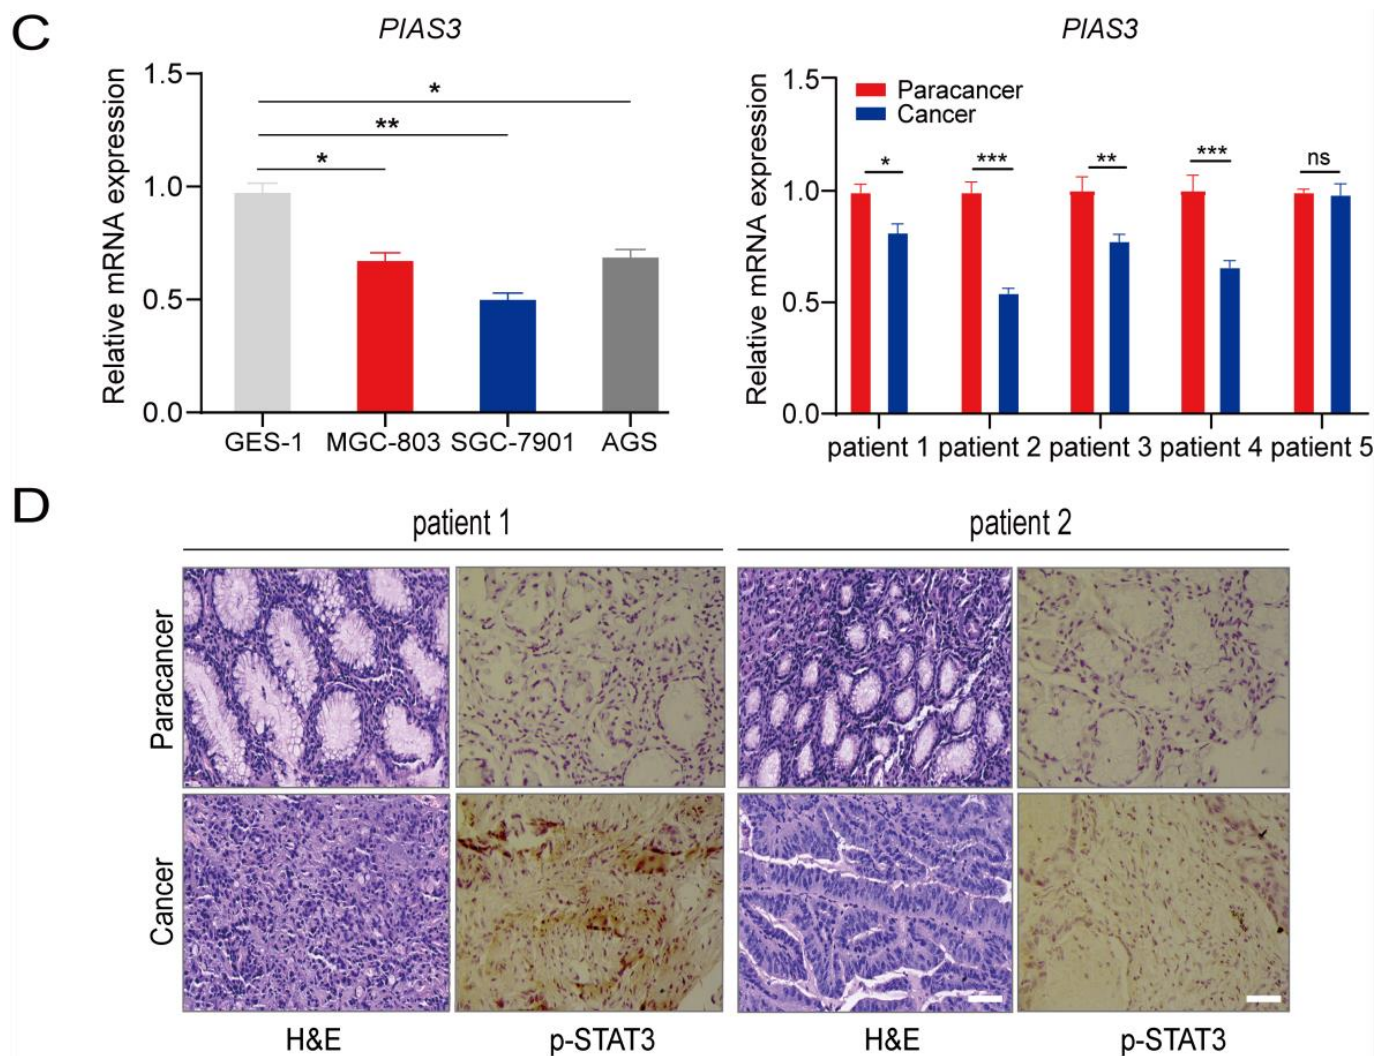 C
PIAS3
Relative mRNA expression
1.5
1.0
0.5
0.0
*
**
*
GES-1 MGC-803 SGC-7901 AGS
PIAS3
Relative mRNA expression
1.5
1.0
0.5
0.0
Paracancer
Cancer
* *** ** *** ns
patient 1 patient 2 patient 3 patient 4 patient 5
D
patient 1 patient 2
Paracancer
Cancer
H&E p-STAT3 H&E p-STAT3